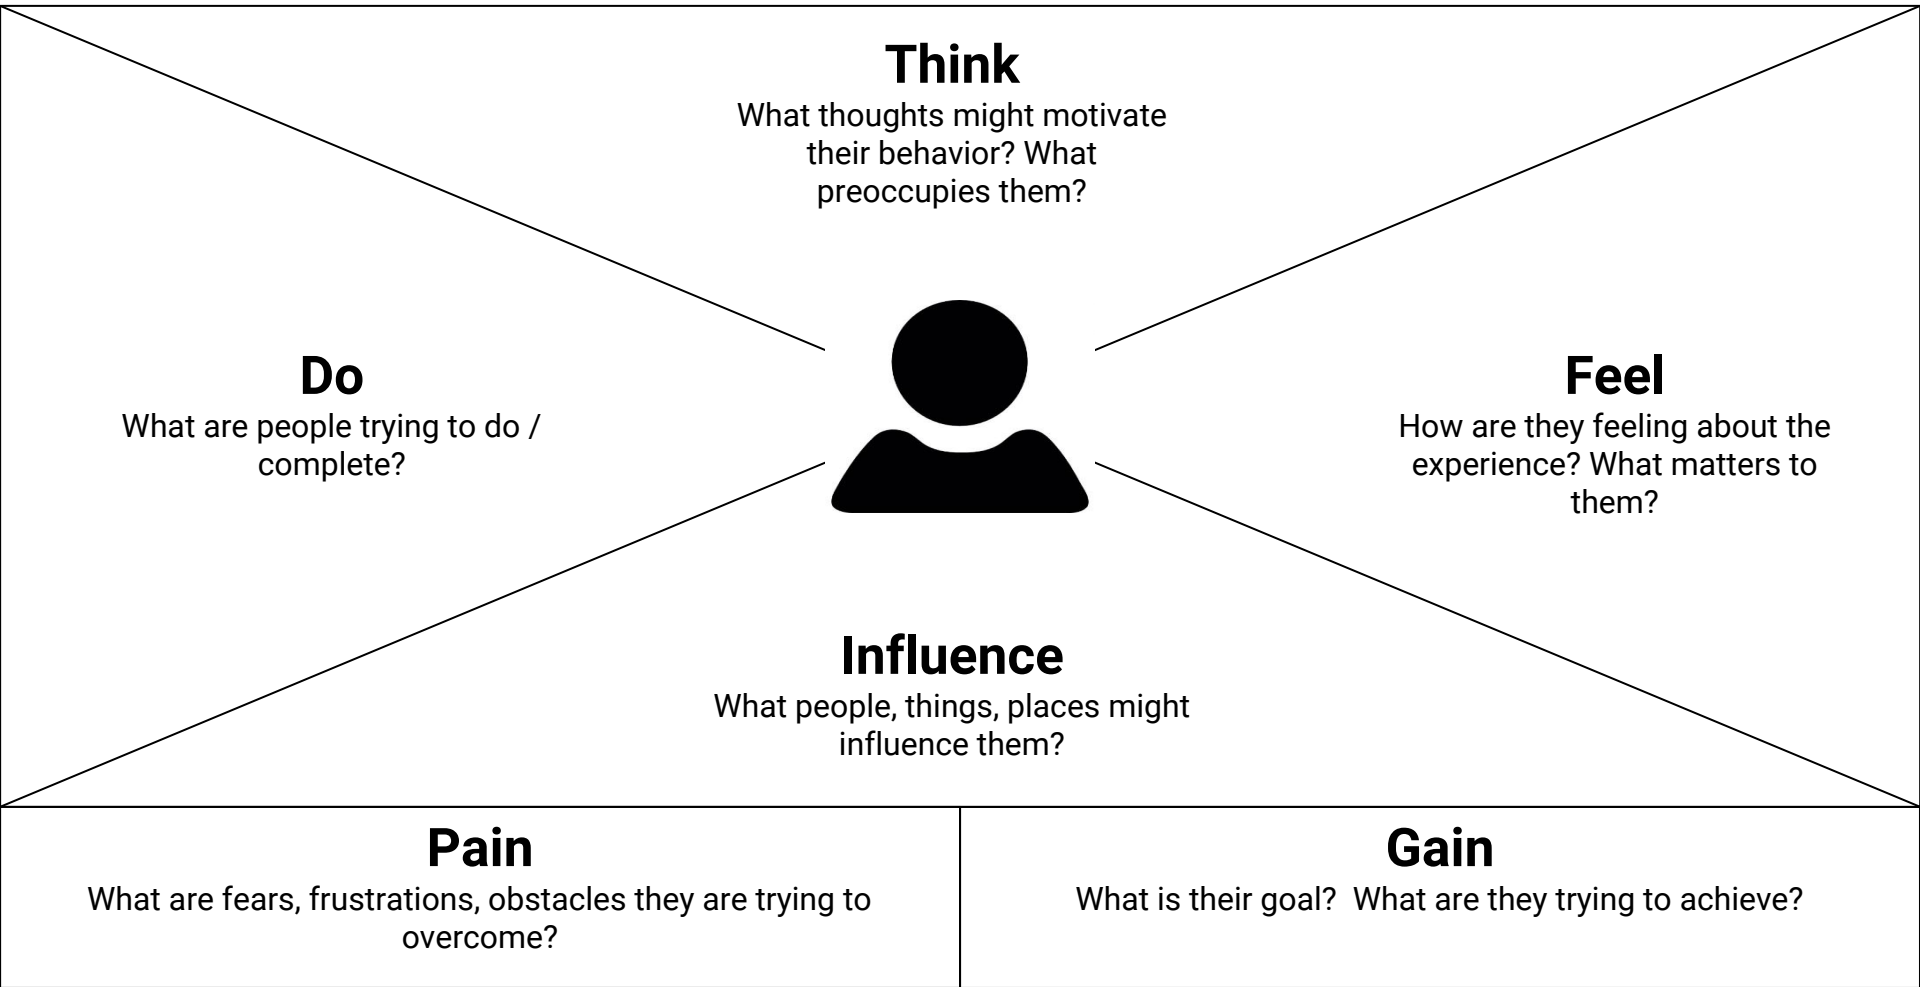 Think
What thoughts might motivate
their behavior? What
preoccupies them?
Do
What are people trying to do /
complete?
Feel
How are they feeling about the
experience? What matters to
them?
Influence
What people, things, places might
influence them?
Pain
What are fears, frustrations, obstacles they are trying to
overcome?
Gain
What is their goal?  What are they trying to achieve?